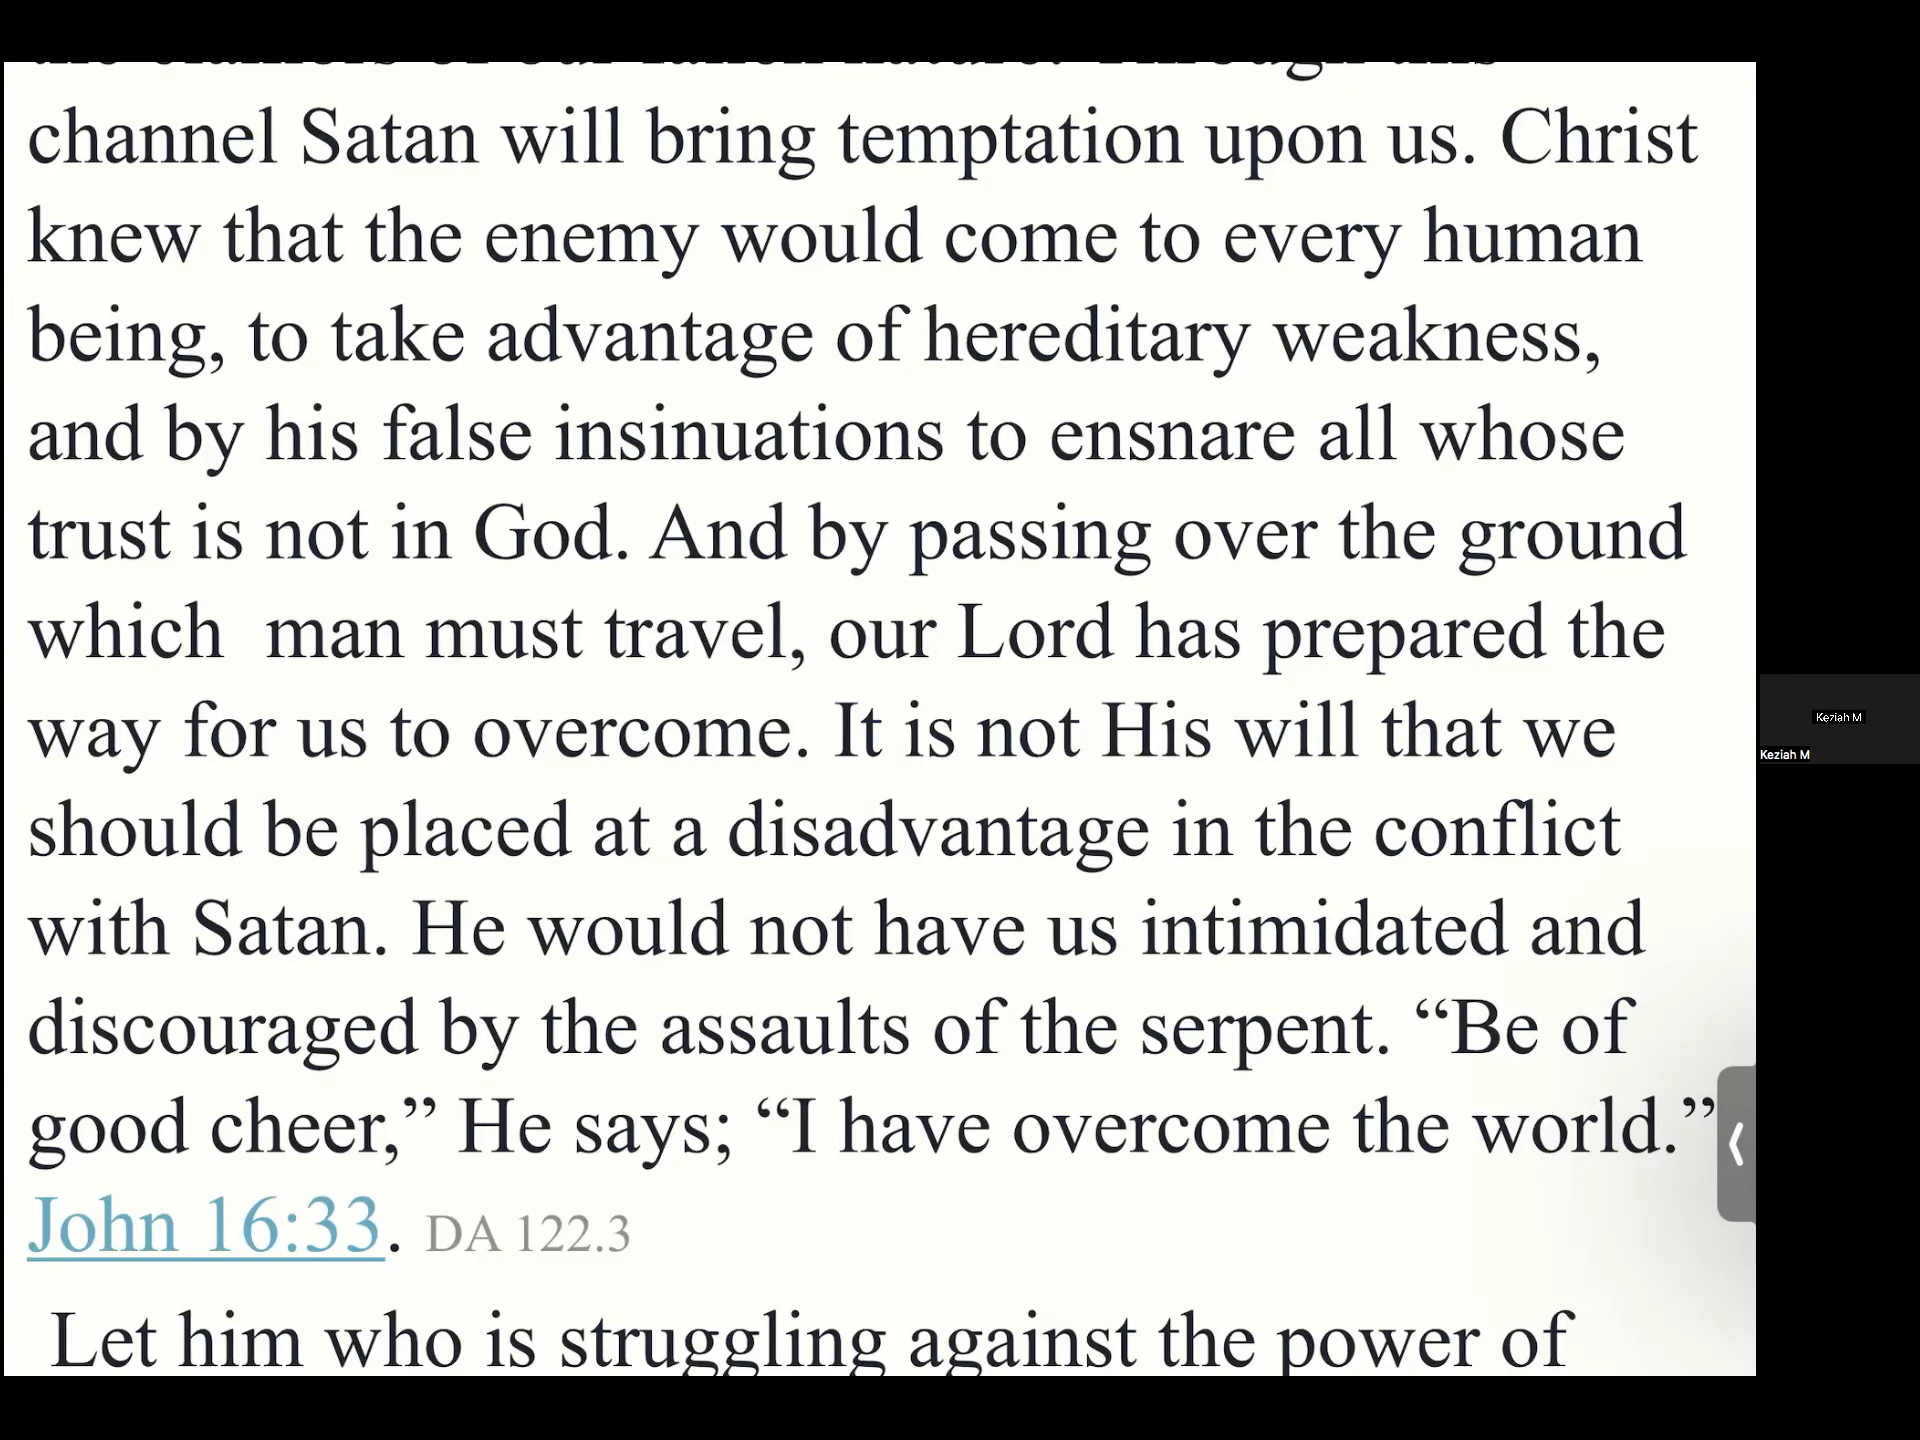 channel Satan will bring temptation upon us. Christ
knew that the enemy would come to every human
being, to take advantage of hereditary weakness,
and by his false insinuations to ensnare all whose
trust is not in God. And by passing over the ground
which  man must travel, our Lord has prepared the
way for us to overcome. It is not His will that we
should be placed at a disadvantage in the conflict
with Satan. He would not have us intimidated and
discouraged by the assaults of the serpent. “Be of
good cheer,” He says; “I have overcome the world.”
John 16:33. DA 122.3
Let him who is struggling against the power of
Keziah M
Keziah M